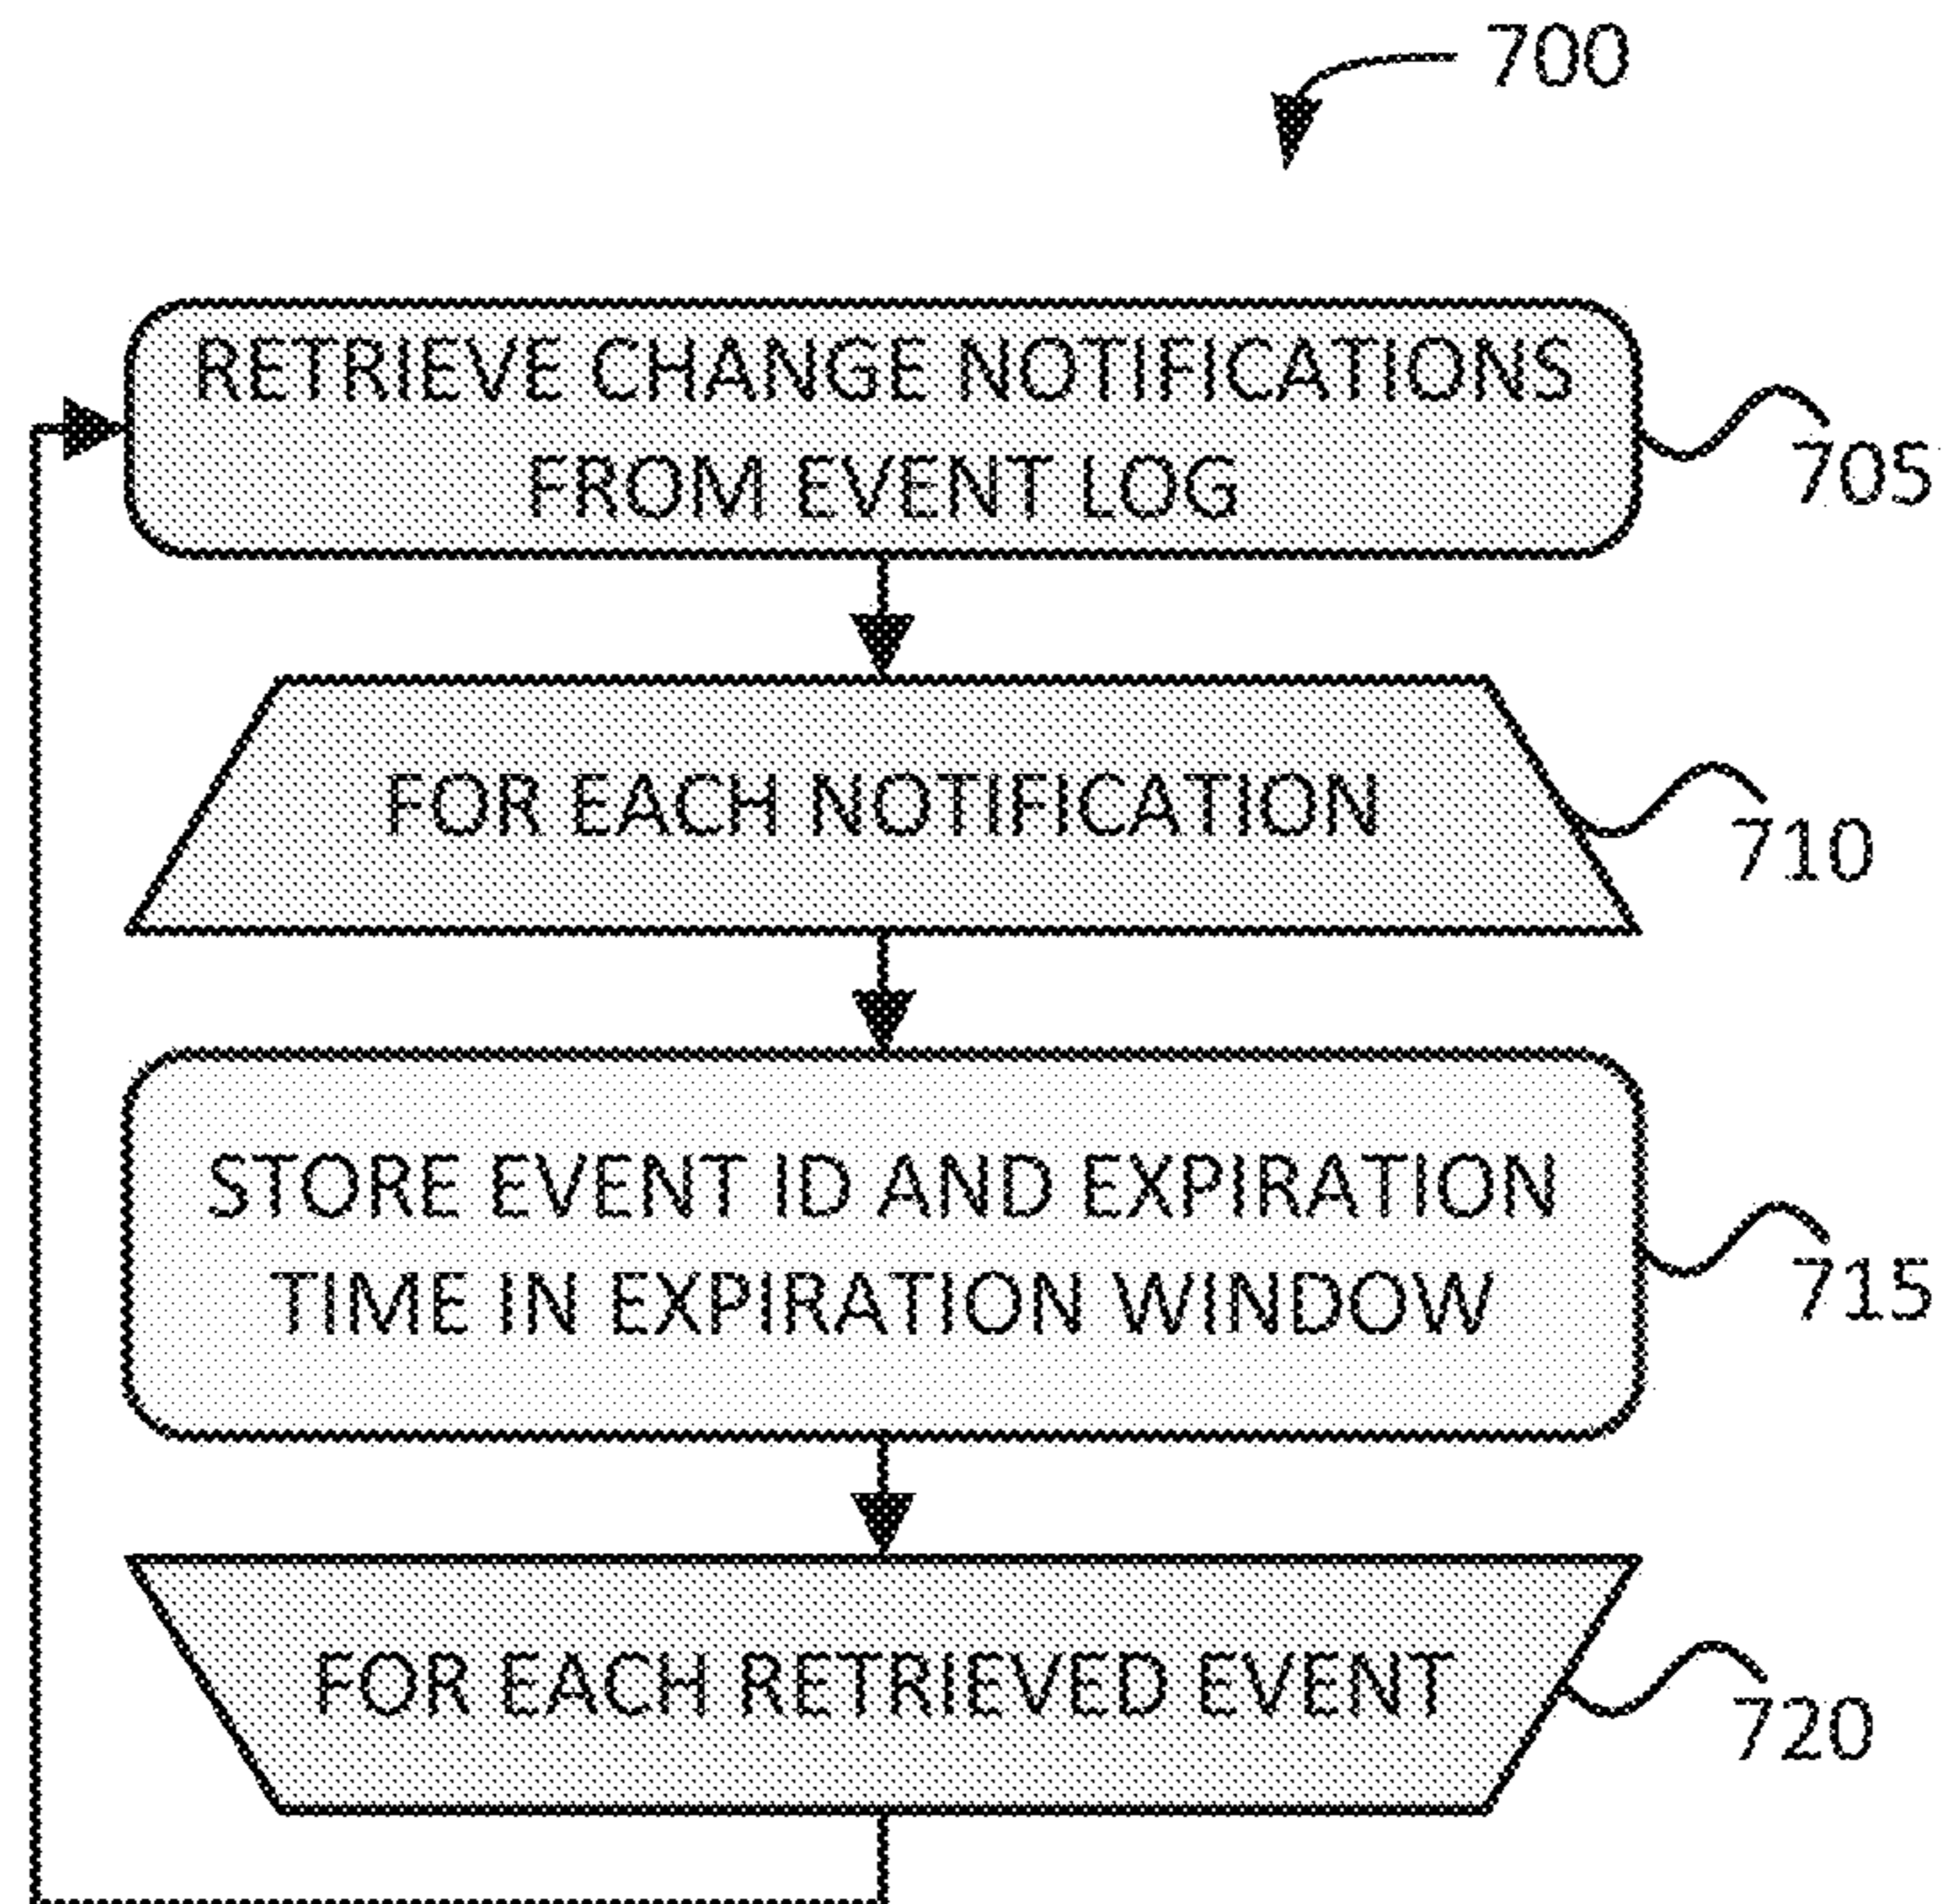 700
RETRIEVE CHANGE NOTIFICATIONS
FROM EVENT LOG
705
FOR EACH NOTIFICATION
710
STORE EVENT ID AND EXPIRATION
TIME IN EXPIRATION WINDOW
715
FOR EACH RETRIEVED EVENT
720